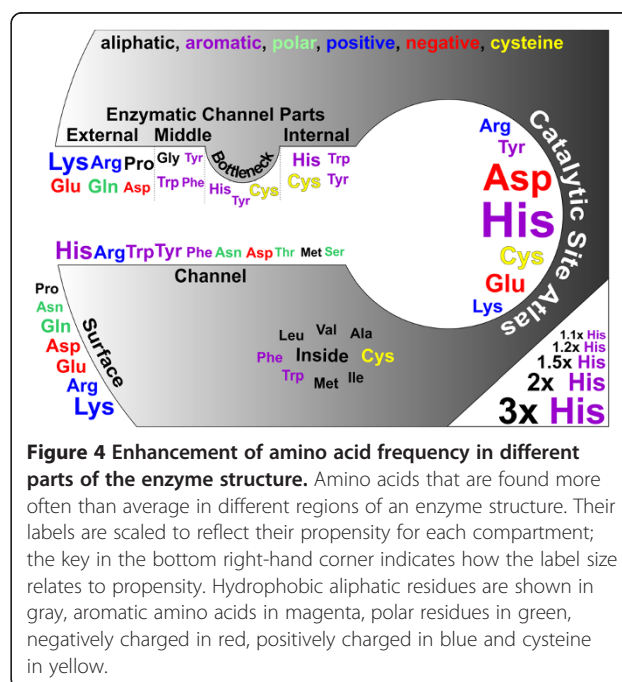 aliphatic, aromatic, polar, positive, negative, cysteine
Enzymatic Channel Parts
External Middle Internal
Bottleneck
Lys Arg Pro Gly Tyr His Trp
Glu Gln Asp Trp Phe His Tyr Cys Cys Tyr
Arg
Tyr
Asp
His
Cys
Glu
Lys
Catalytic Site Atlas
His Arg Trp Tyr Phe Asn Asp Thr Met Ser
Channel
Pro
Asn
Gln
Asp
Glu
Arg
Lys
Surface
Leu Val Ala
Phe Inside Cys
Trp Met Ile
1.1x His
1.2x His
1.5x His
2x His
3x His
Figure 4 Enhancement of amino acid frequency in different
parts of the enzyme structure. Amino acids that are found more
often than average in different regions of an enzyme structure. Their
labels are scaled to reflect their propensity for each compartment;
the key in the bottom right-hand corner indicates how the label size
relates to propensity. Hydrophobic aliphatic residues are shown in
gray, aromatic amino acids in magenta, polar residues in green,
negatively charged in red, positively charged in blue and cysteine
in yellow.